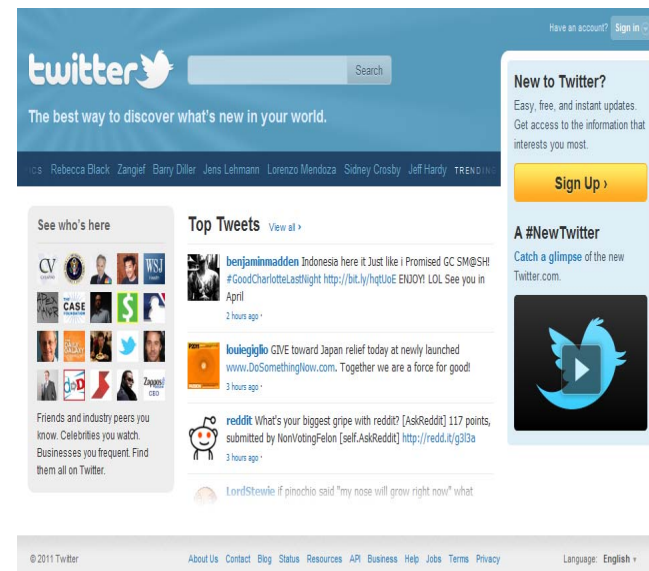 Have an account? Sign in
twitter
Search
The best way to discover what's new in your world.
ICS Rebecca Black Zangief Barry Diller Jens Lehmann Lorenzo Mendoza Sidney Crosby Jeff Hardy TRENDING
New to Twitter?
Easy, free, and instant updates.
Get access to the information that
interests you most.
Sign Up ›
A #NewTwitter
Catch a glimpse of the new
Twitter.com.
See who's here
CV
WSJ
CASE
FOUNDATION
$
DAILY
GALAXY
doD
Zappos
CEO
Friends and industry peers you
know. Celebrities you watch.
Businesses you frequent. Find
them all on Twitter.
Top Tweets View all ›
benjaminmadden Indonesia here it Just like i Promised GC SM@SH!
#GoodCharlotteLastNight http://bit.ly/hqtUoE ENJOY! LOL See you in
April
2 hours ago
louiegiglio GIVE toward Japan relief today at newly launched
www.DoSomethingNow.com. Together we are a force for good!
3 hours ago
reddit What's your biggest gripe with reddit? [AskReddit] 117 points,
submitted by NonVotingFelon [self.AskReddit] http://redd.it/g3l3a
3 hours ago
LordStewie if pinochio said "my nose will grow right now" what
© 2011 Twitter
About Us Contact Blog Status Resources API Business Help Jobs Terms Privacy
Language: English